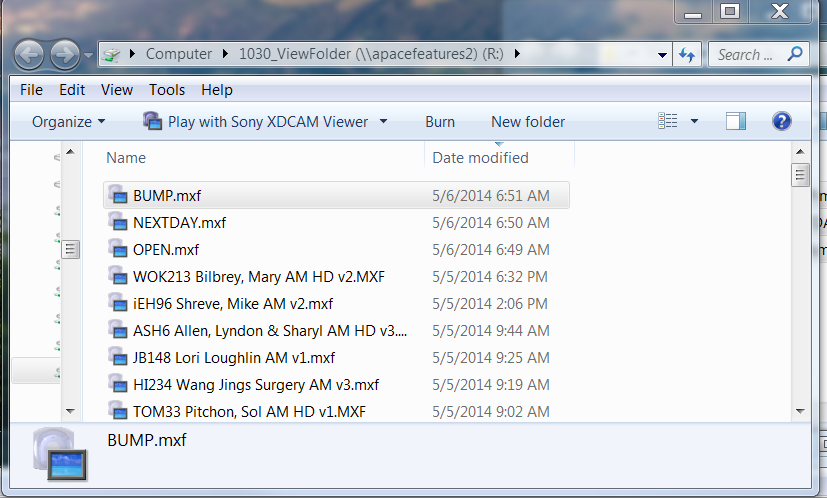 Computer 1030_ViewFolder (\\apacefeatures2) (R:) Search ...
File Edit View Tools Help
Organize Play with Sony XDCAM Viewer Burn New folder
Name Date modified
BUMP.mxf 5/6/2014 6:51 AM
NEXTDAY.mxf 5/6/2014 6:50 AM
OPEN.mxf 5/6/2014 6:49 AM
WOK213 Bilbrey, Mary AM HD v2.MXF 5/5/2014 6:32 PM
iEH96 Shreve, Mike AM v2.mxf 5/5/2014 2:06 PM
ASH6 Allen, Lyndon & Sharyl AM HD v3.... 5/5/2014 9:44 AM
JB148 Lori Loughlin AM v1.mxf 5/5/2014 9:25 AM
HI234 Wang Jings Surgery AM v3.mxf 5/5/2014 9:19 AM
TOM33 Pitchon, Sol AM HD v1.MXF 5/5/2014 9:02 AM
BUMP.mxf